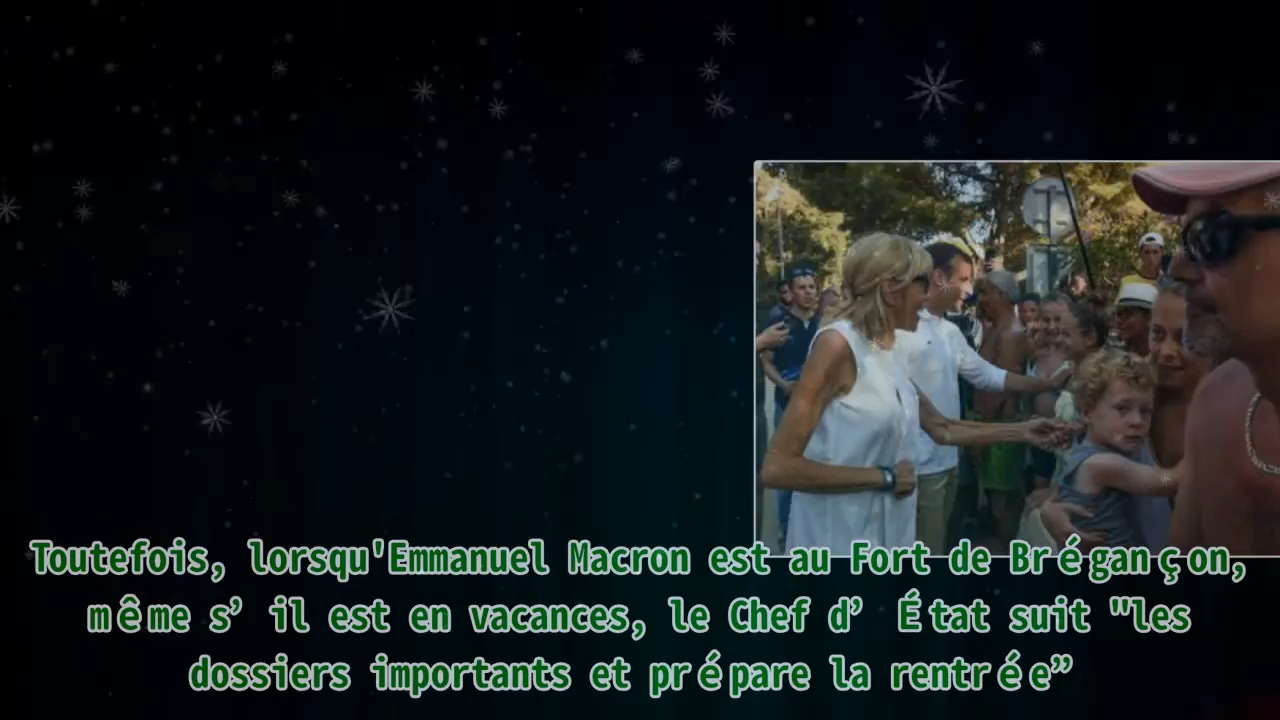 Toutefois, lorsqu'Emmanuel Macron est au Fort de Brégançon,
même s’ il est en vacances, le Chef d’ État suit "les
dossiers importants et prépare la rentrée”